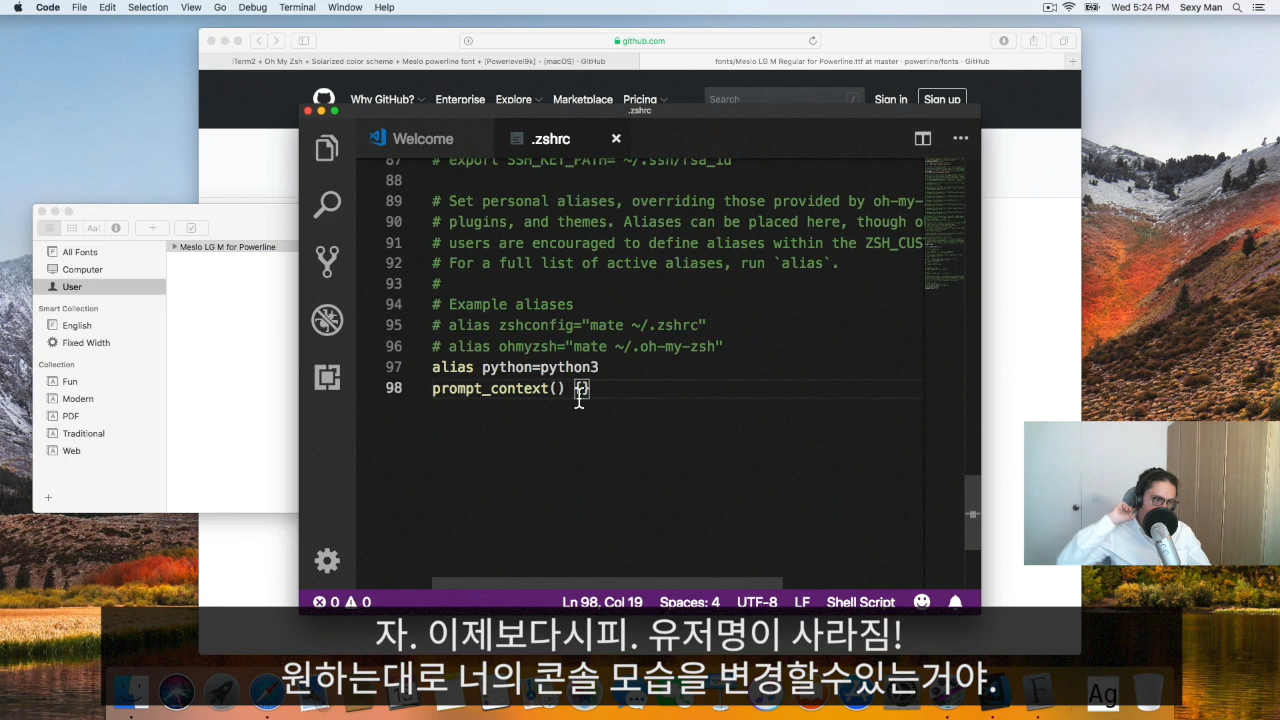 Code File Edit Selection View Go Debug Terminal Window Help
Wed 5:24 PM Sexy Man
github.com
iTerm2 + Oh My Zsh + Solarized color scheme + Meslo powerline font + [Powerlevel9k] - (macOS) · GitHub
fonts/Meslo LG M Regular for Powerline.ttf at master · powerline/fonts · GitHub
Why GitHub? Enterprise Explore Marketplace Pricing
Search /
Sign in Sign up
.zshrc
Welcome
.zshrc
87 # export SSH_KEY_PATH="~/.ssh/rsa_id"
88
89 # Set personal aliases, overriding those provided by oh-my-
90 # plugins, and themes. Aliases can be placed here, though o
91 # users are encouraged to define aliases within the ZSH_CUS
92 # For a full list of active aliases, run `alias`.
93 #
94 # Example aliases
95 # alias zshconfig="mate ~/.zshrc"
96 # alias ohmyzsh="mate ~/.oh-my-zsh"
97 alias python=python3
98 prompt_context() {}
All Fonts
Computer
User
Smart Collection
English
Fixed Width
Collection
Fun
Modern
PDF
Traditional
Web
Meslo LG M for Powerline
0 0 Ln 98, Col 19 Spaces: 4 UTF-8 LF Shell Script
자. 이제보다시피. 유저명이 사라짐!
원하는대로 너의 콘솔 모습을 변경할수있는거야.
Ag